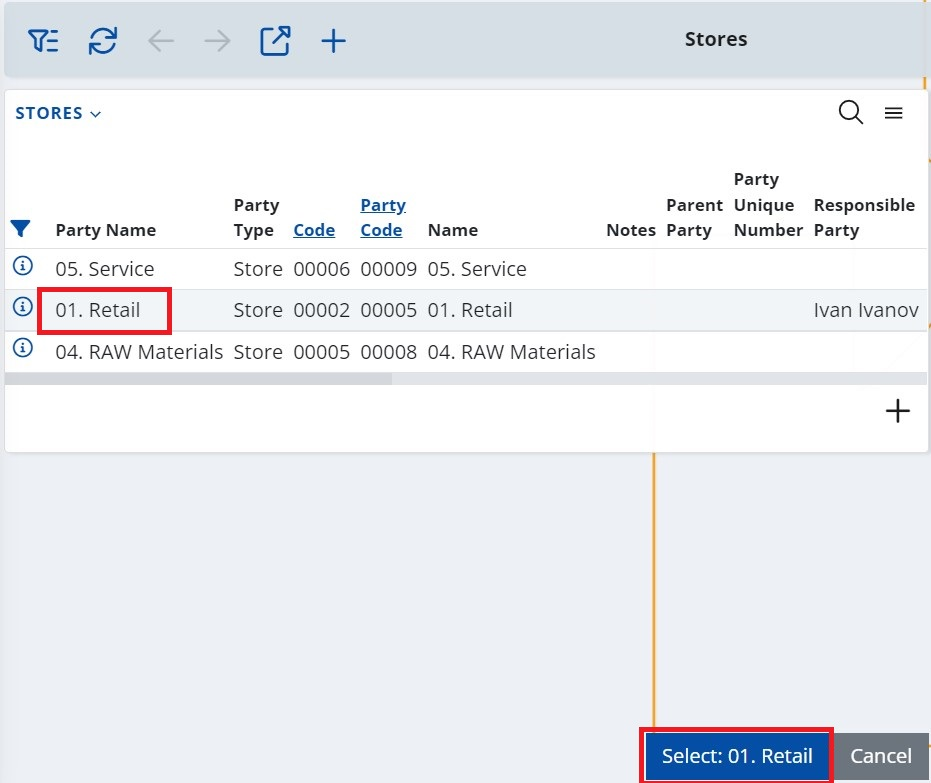 Stores
STORES
Party Name Party Type Code Party Code Name Notes Parent Party Party Unique Number Responsible Party
05. Service Store 00006 00009 05. Service
01. Retail Store 00002 00005 01. Retail Ivan Ivanov
04. RAW Materials Store 00005 00008 04. RAW Materials
Select: 01. Retail Cancel